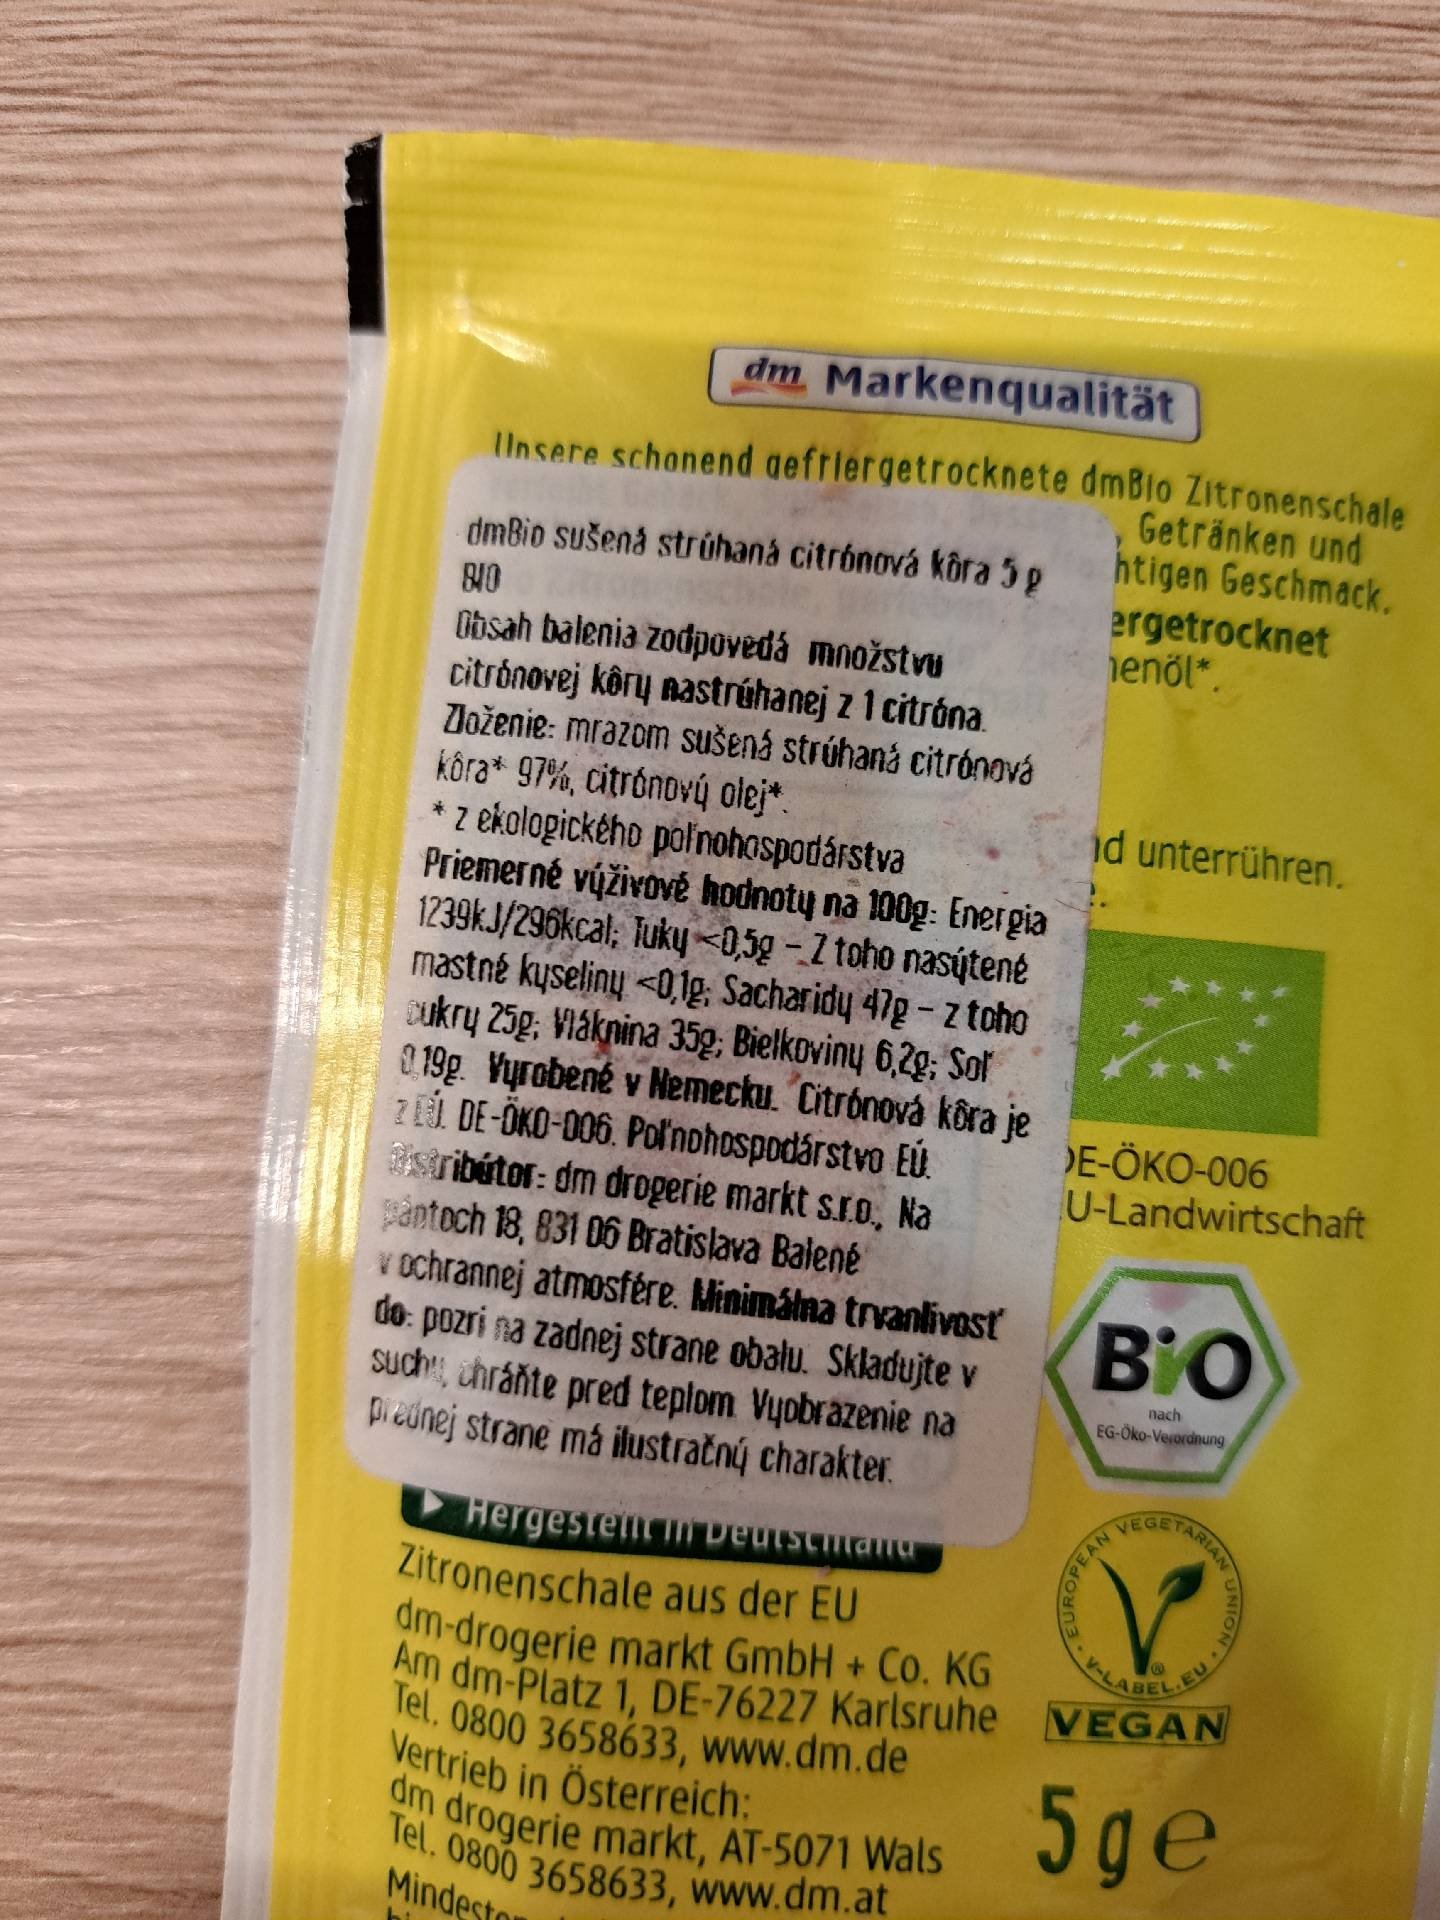 dm Markenqualität
Unsere schonend gefriergetrocknete dmBio Zitronenschale
, Getränken und
htigen Geschmack.
ergetrocknet
nenöl*.
dmBio sušená strúhaná citrónová kôra 5 g
BIO
Obsah balenia zodpovedá množstvu
citrónovej kôry nastrúhanej z 1 citróna.
Zloženie: mrazom sušená strúhaná citrónová
kôra* 97%, citrónový olej*.
* z ekologického poľnohospodárstva
Priemerné výživové hodnoty na 100g: Energia
1239kJ/296kcal; Tuky <0,5g – Z toho nasýtené
mastné kyseliny <0,1g; Sacharidy 47g – z toho
cukry 25g; Vláknina 35g; Bielkoviny 6,2g; Soľ
0,19g. Vyrobené v Nemecku. Citrónová kôra je
z EÚ. DE-ÖKO-006. Poľnohospodárstvo EÚ.
Distribútor: dm drogerie markt s.r.o., Na
pántoch 18, 831 06 Bratislava Balené
v ochrannej atmosfére. Minimálna trvanlivosť
do: pozri na zadnej strane obalu. Skladujte v
suchu, chráňte pred teplom. Vyobrazenie na
prednej strane má ilustračný charakter.
nd unterrühren.
e.
DE-ÖKO-006
U-Landwirtschaft
Bio
nach
EG-Öko-Verordnung
Hergestellt in Deutschland
Zitronenschale aus der EU
dm-drogerie markt GmbH + Co. KG
Am dm-Platz 1, DE-76227 Karlsruhe
Tel. 0800 3658633, www.dm.de
Vertrieb in Österreich:
dm drogerie markt, AT-5071 Wals
Tel. 0800 3658633, www.dm.at
EUROPEAN VEGETARIAN UNION • V-LABEL.EU •
VEGAN
5 g e